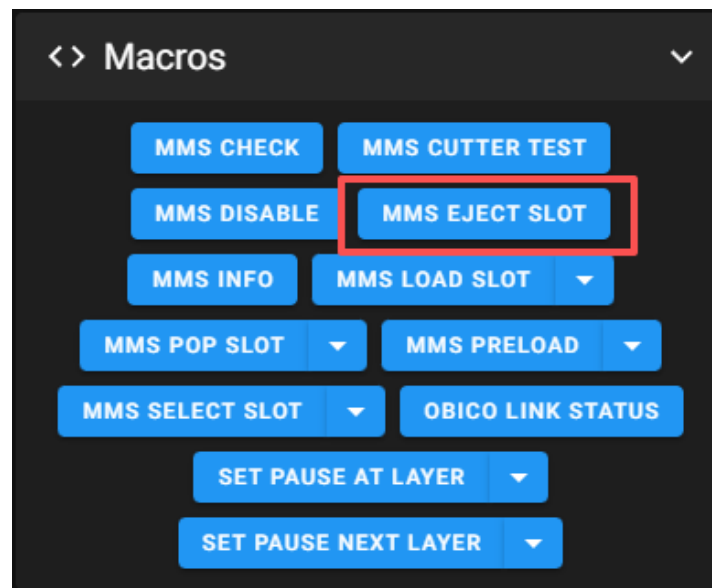 <> Macros
MMS CHECK MMS CUTTER TEST
MMS DISABLE MMS EJECT SLOT
MMS INFO MMS LOAD SLOT
MMS POP SLOT MMS PRELOAD
MMS SELECT SLOT OBICO LINK STATUS
SET PAUSE AT LAYER
SET PAUSE NEXT LAYER